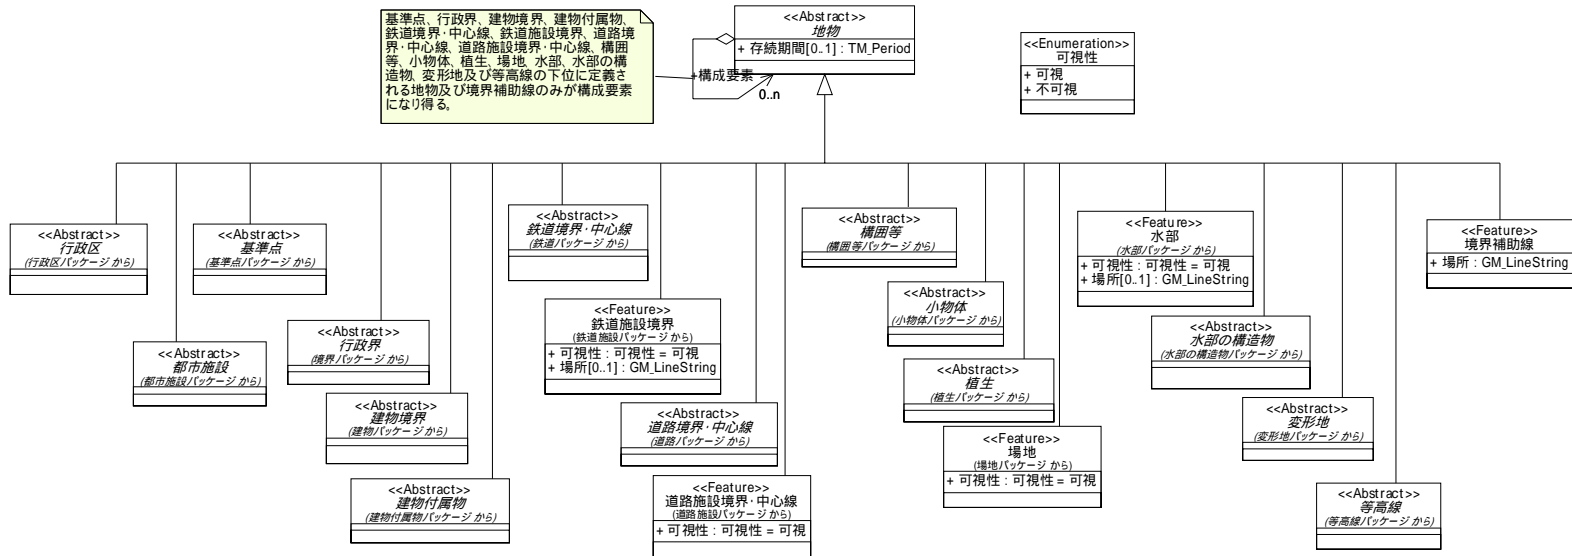 基準点、行政界、建物境界、建物付属物、
鉄道境界・中心線、鉄道施設境界、道路境
界・中心線、道路施設境界・中心線、構囲
等、小物体、植生、場地、水部、水部の構
造物、変形地及び等高線の下位に定義さ
れる地物及び境界補助線のみが構成要素
になり得る。
<<Abstract>>
地物
+ 存続期間[0..1] : TM_Period
+構成要素
0..n
<<Enumeration>>
可視性
+ 可視
+ 不可視
<<Abstract>>
行政区
(行政区パッケージ から)
<<Abstract>>
基準点
(基準点パッケージ から)
<<Abstract>>
都市施設
(都市施設パッケージ から)
<<Abstract>>
行政界
(境界パッケージ から)
<<Abstract>>
建物境界
(建物パッケージ から)
<<Abstract>>
建物付属物
(建物付属物パッケージ から)
<<Abstract>>
鉄道境界・中心線
(鉄道パッケージ から)
<<Feature>>
鉄道施設境界
(鉄道施設パッケージ から)
+ 可視性 : 可視性 = 可視
+ 場所[0..1] : GM_LineString
<<Abstract>>
道路境界・中心線
(道路パッケージ から)
<<Feature>>
道路施設境界・中心線
(道路施設パッケージ から)
+ 可視性 : 可視性 = 可視
<<Abstract>>
構囲等
(構囲等パッケージ から)
<<Abstract>>
小物体
(小物体パッケージ から)
<<Abstract>>
植生
(植生パッケージ から)
<<Feature>>
場地
(場地パッケージ から)
+ 可視性 : 可視性 = 可視
<<Feature>>
水部
(水部パッケージ から)
+ 可視性 : 可視性 = 可視
+ 場所[0..1] : GM_LineString
<<Abstract>>
水部の構造物
(水部の構造物パッケージ から)
<<Abstract>>
変形地
(変形地パッケージ から)
<<Abstract>>
等高線
(等高線パッケージ から)
<<Feature>>
境界補助線
+ 場所 : GM_LineString